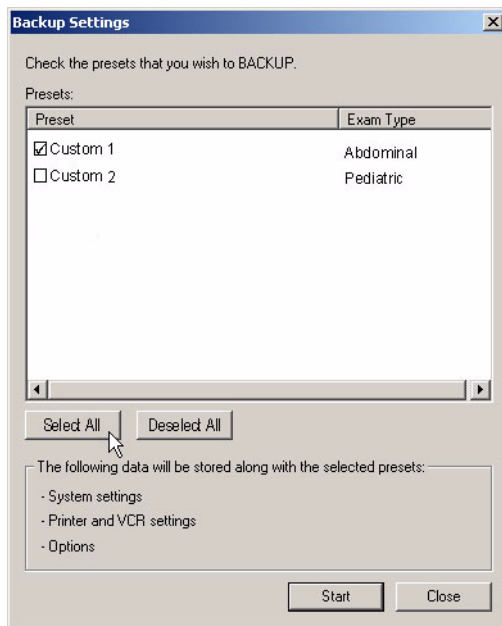 Backup Settings
Check the presets that you wish to BACKUP.
Presets:
Preset Exam Type
Custom 1 Abdominal
Custom 2 Pediatric
Select All Deselect All
The following data will be stored along with the selected presets:
- System settings
- Printer and VCR settings
- Options
Start Close